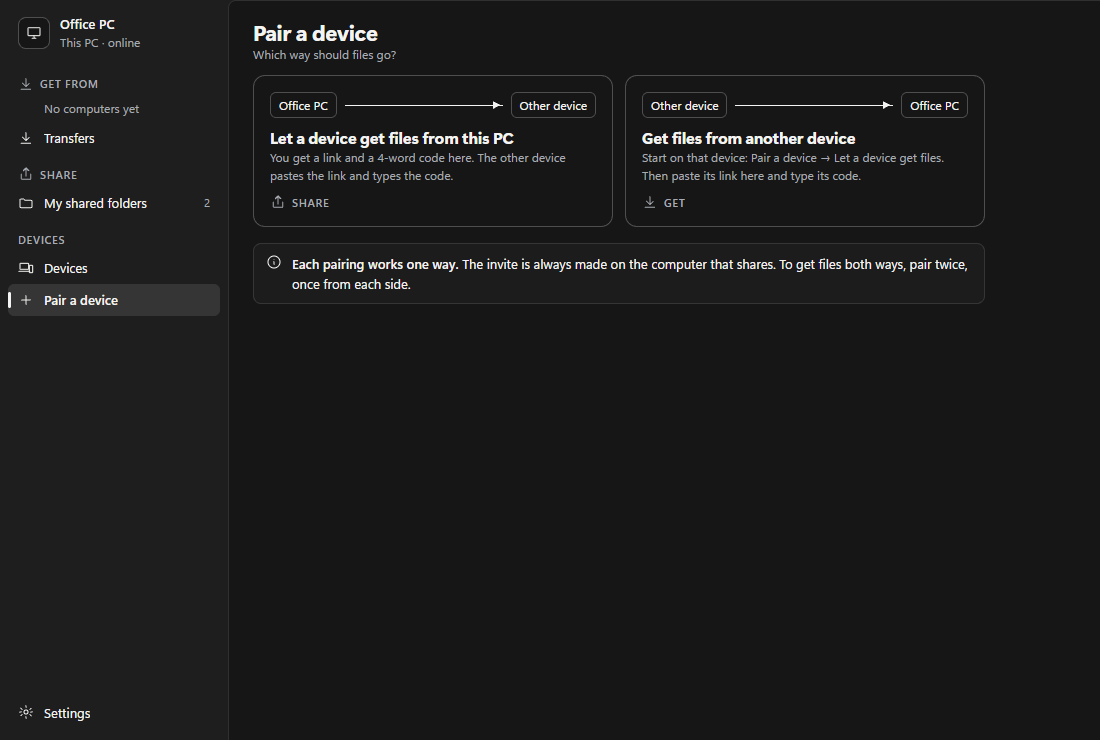 Office PC
This PC · online
GET FROM
No computers yet
Transfers
SHARE
My shared folders 2
DEVICES
Devices
Pair a device
Settings
Pair a device
Which way should files go?
Office PC Other device
Let a device get files from this PC
You get a link and a 4-word code here. The other device
pastes the link and types the code.
SHARE
Other device Office PC
Get files from another device
Start on that device: Pair a device → Let a device get files.
Then paste its link here and type its code.
GET
Each pairing works one way. The invite is always made on the computer that shares. To get files both ways, pair twice,
once from each side.